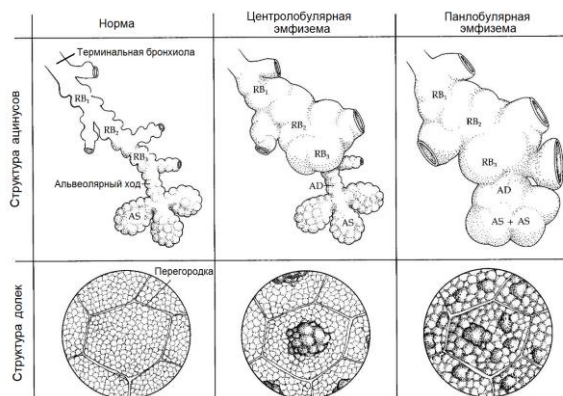 Норма
Центролобулярная
эмфизема
Панлобулярная
эмфизема
Структура ацинусов
Терминальная бронхиола
RB₁
RB₂
RB₃
Альвеолярный ход
AS
RB₁
RB₂
RB₃
AD
AS
RB₁
RB₂
RB₃
AD
AS + AS
Структура долек
Перегородка